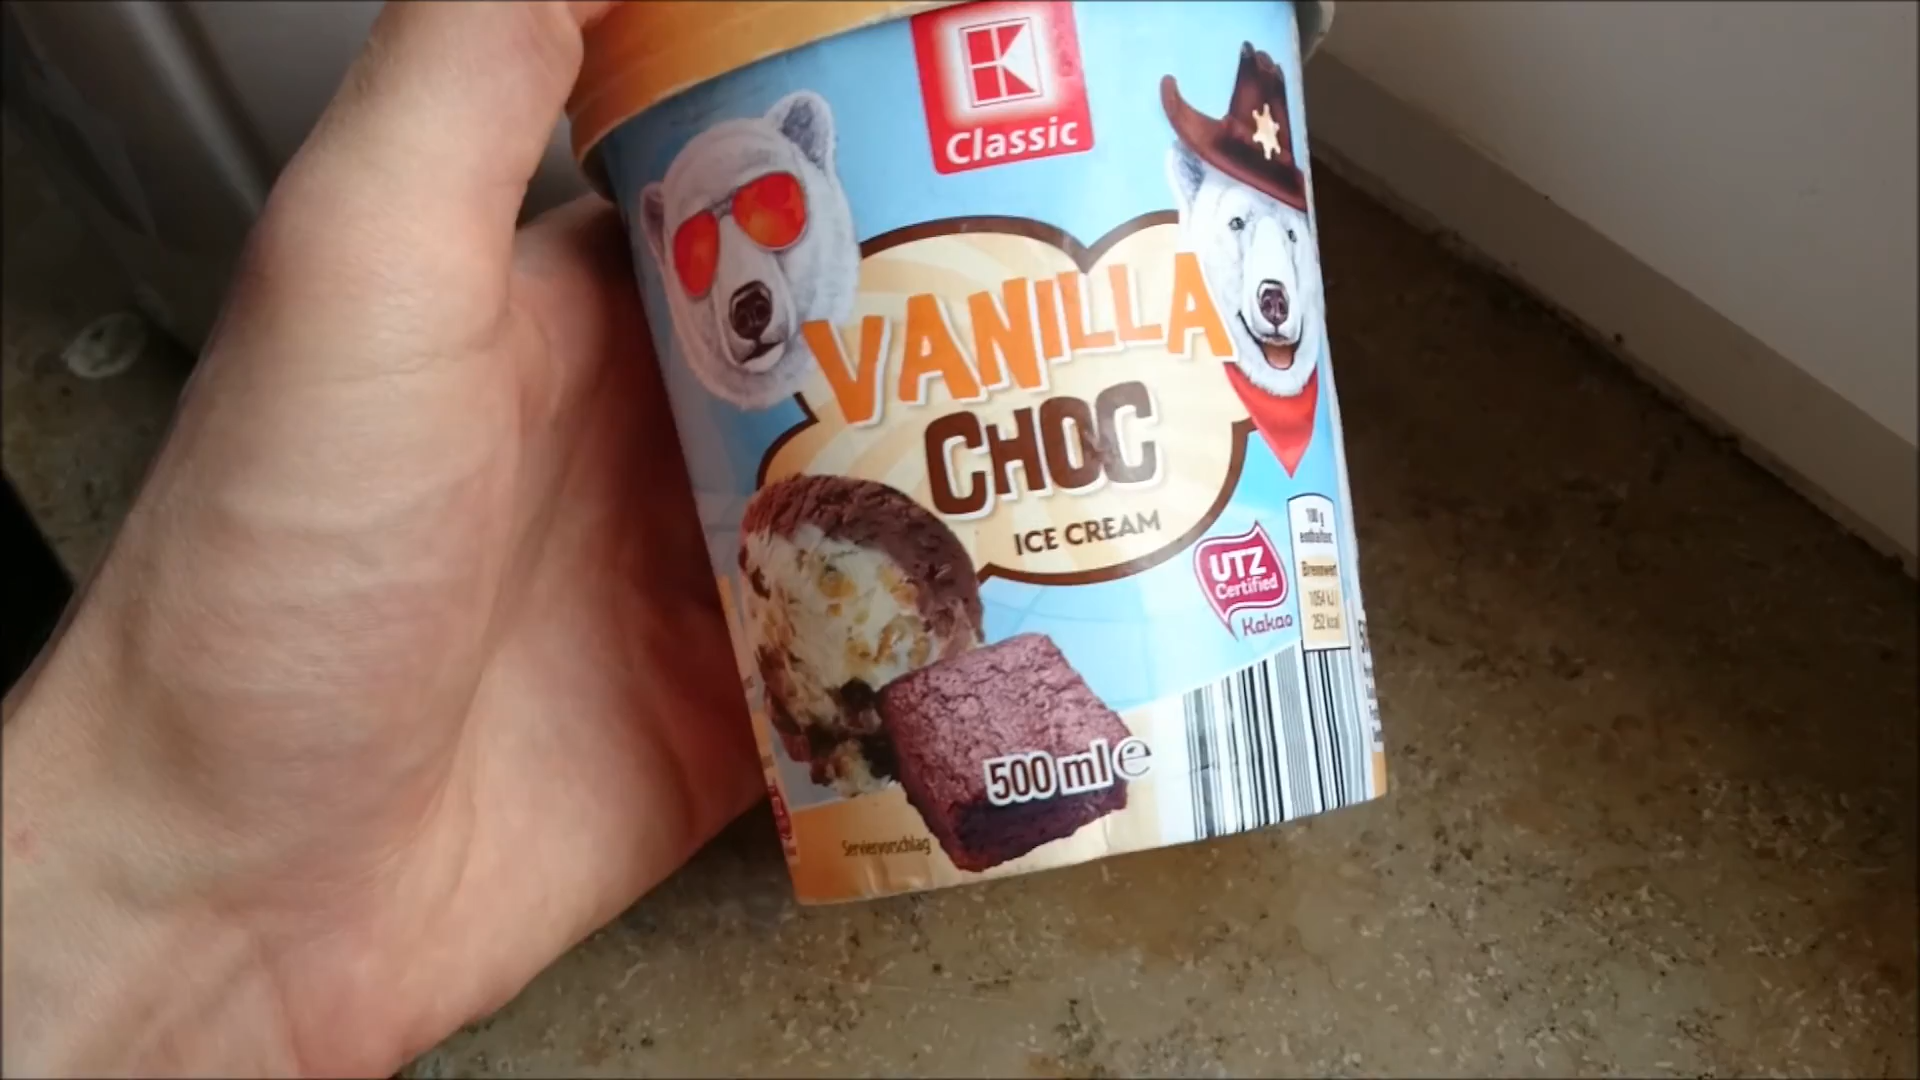 K
Classic
VANILLA
CHOC
ICE CREAM
UTZ
Certified
Kakao
100 g
enthalten:
Brennwert
1054 kJ /
252 kcal
500 ml e
Serviervorschlag